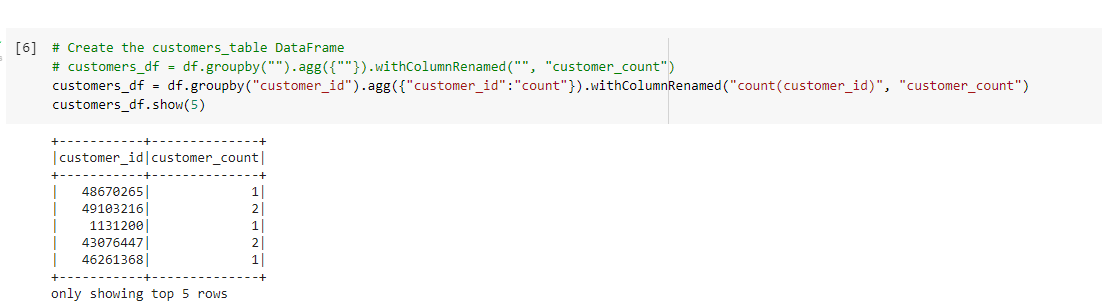 [6] # Create the customers_table DataFrame
# customers_df = df.groupby("").agg({""}).withColumnRenamed("", "customer_count")
customers_df = df.groupby("customer_id").agg({"customer_id":"count"}).withColumnRenamed("count(customer_id)", "customer_count")
customers_df.show(5)
+-----------+--------------+
|customer_id|customer_count|
+-----------+--------------+
|   48670265|             1|
|   49103216|             2|
|    1131200|             1|
|   43076447|             2|
|   46261368|             1|
+-----------+--------------+
only showing top 5 rows